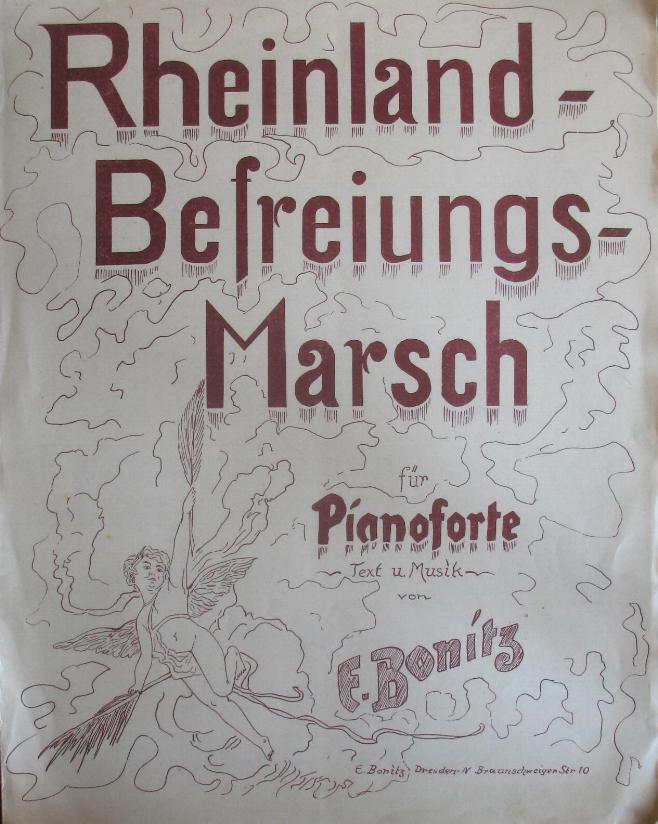 Rheinland-
Befreiungs-
Marsch
für
Pianoforte
Text u. Musik
von
E. Bonitz
E. Bonitz, Dresden-N Braunschweiger Str 10